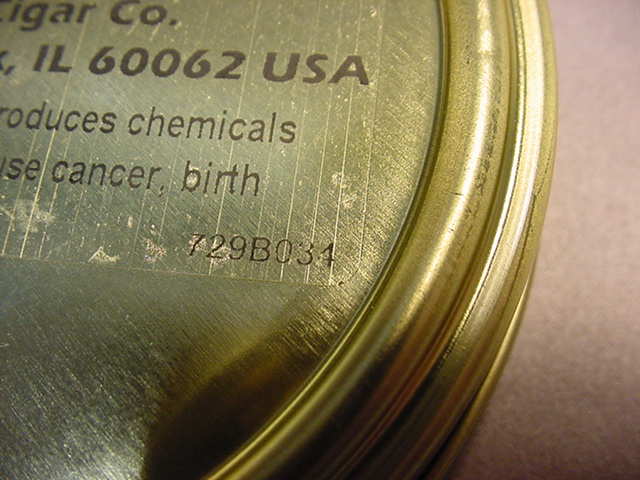 Cigar Co.
, IL 60062 USA
roduces chemicals
use cancer, birth
729B034